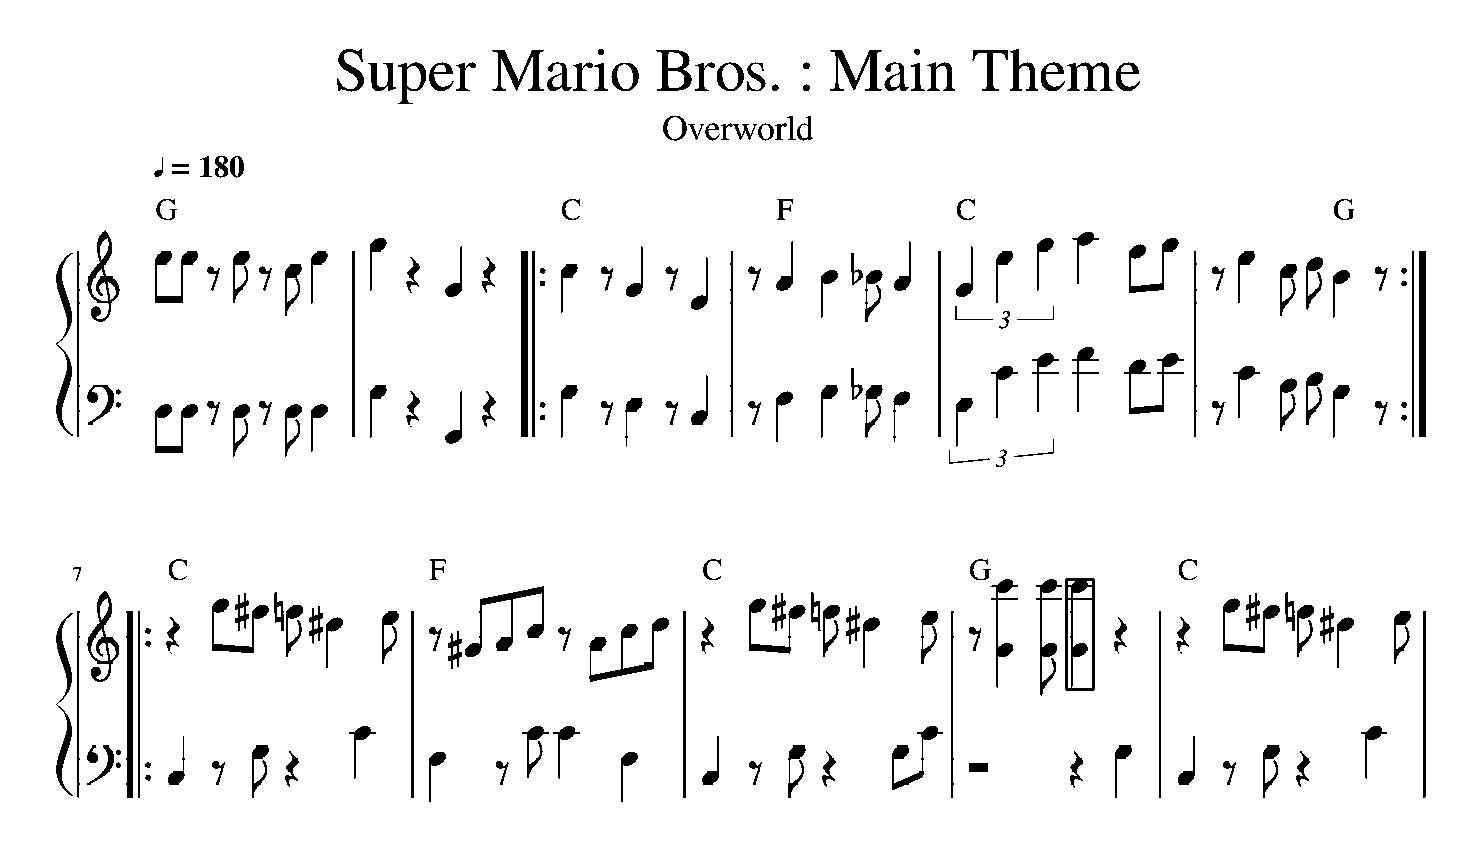 Super Mario Bros. : Main Theme
Overworld
♩ = 180
G C F C G
3
3
7 C F C G C